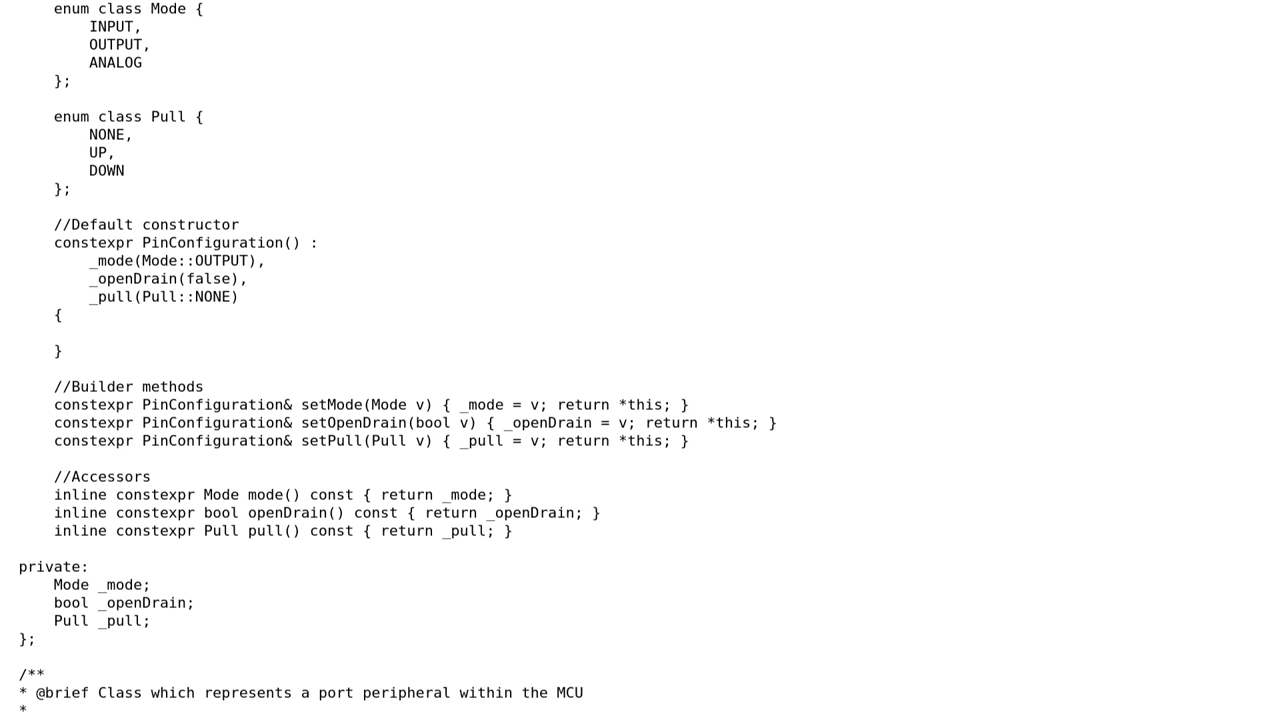 enum class Mode {
INPUT,
OUTPUT,
ANALOG
};
enum class Pull {
NONE,
UP,
DOWN
};
//Default constructor
constexpr PinConfiguration() :
_mode(Mode::OUTPUT),
_openDrain(false),
_pull(Pull::NONE)
{
}
//Builder methods
constexpr PinConfiguration& setMode(Mode v) { _mode = v; return *this; }
constexpr PinConfiguration& setOpenDrain(bool v) { _openDrain = v; return *this; }
constexpr PinConfiguration& setPull(Pull v) { _pull = v; return *this; }
//Accessors
inline constexpr Mode mode() const { return _mode; }
inline constexpr bool openDrain() const { return _openDrain; }
inline constexpr Pull pull() const { return _pull; }
private:
Mode _mode;
bool _openDrain;
Pull _pull;
};
/**
* @brief Class which represents a port peripheral within the MCU
*